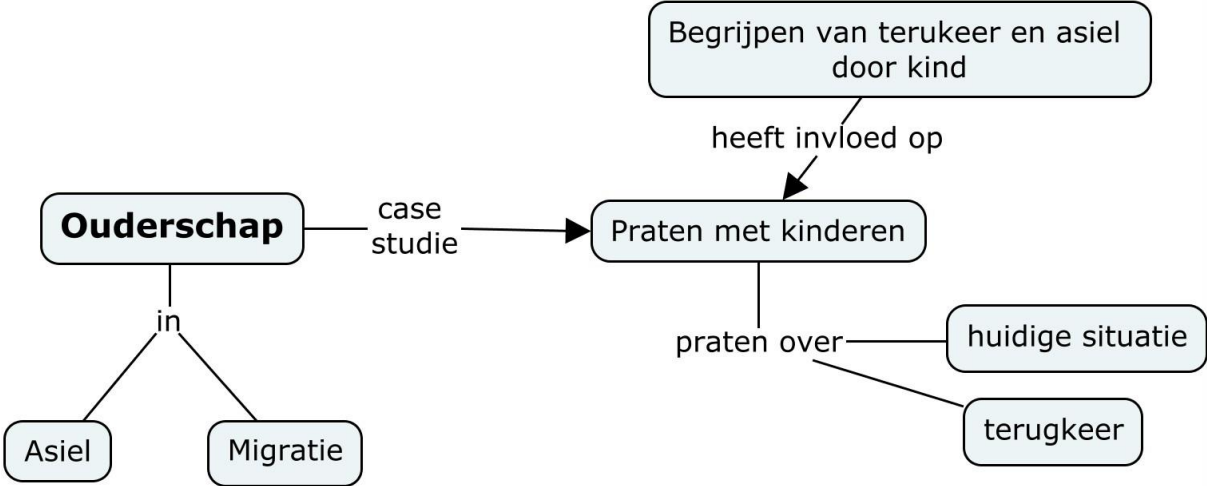 Begrijpen van terukeer en asiel
door kind
heeft invloed op
Ouderschap
case
studie
Praten met kinderen
in
praten over
huidige situatie
terugkeer
Asiel
Migratie